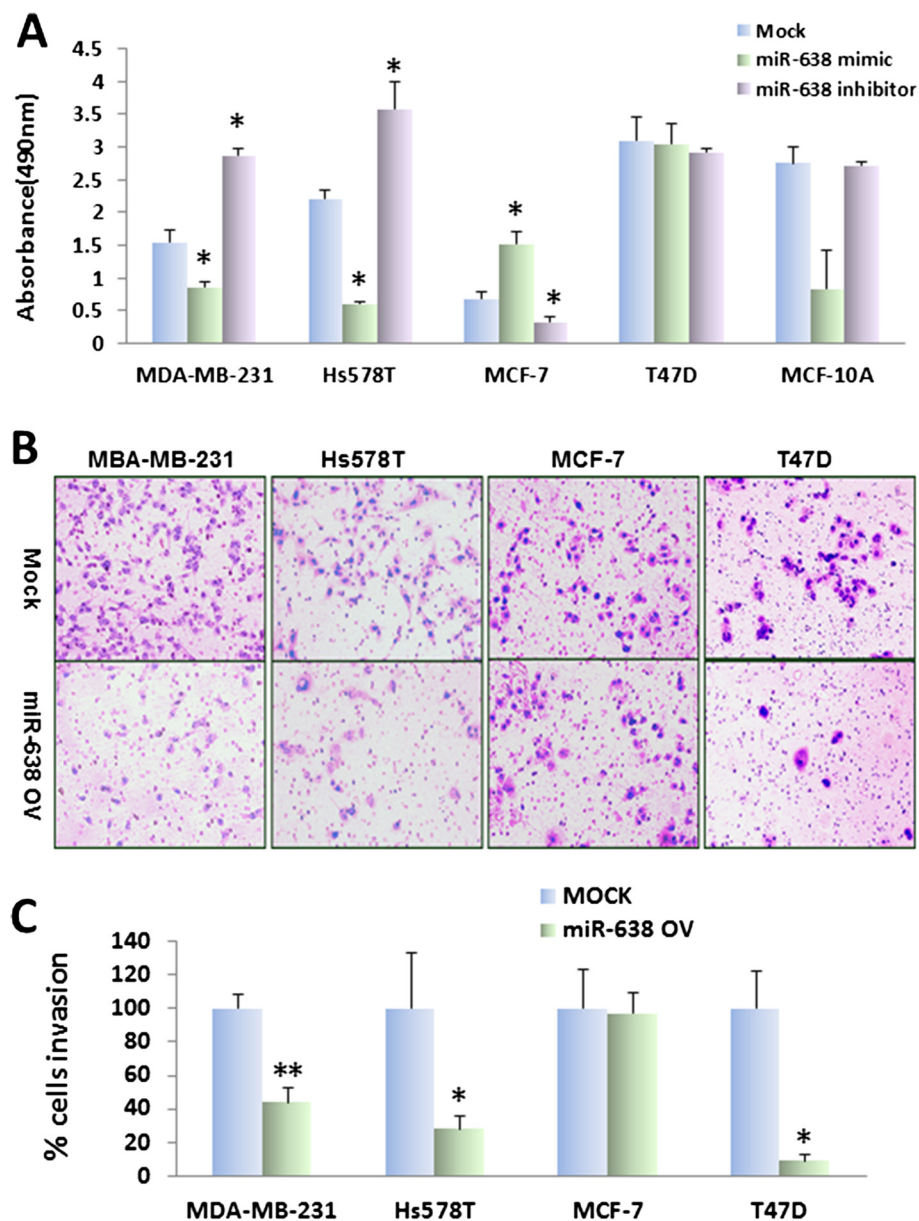 A
Mock
miR-638 mimic
miR-638 inhibitor
Absorbance(490nm)
4.5
4
3.5
3
2.5
2
1.5
1
0.5
0
*
*
*
*
*
*
MDA-MB-231 Hs578T MCF-7 T47D MCF-10A
B
MBA-MB-231 Hs578T MCF-7 T47D
Mock
miR-638 OV
C
MOCK
miR-638 OV
% cells invasion
140
120
100
80
60
40
20
0
**
*
*
MDA-MB-231 Hs578T MCF-7 T47D